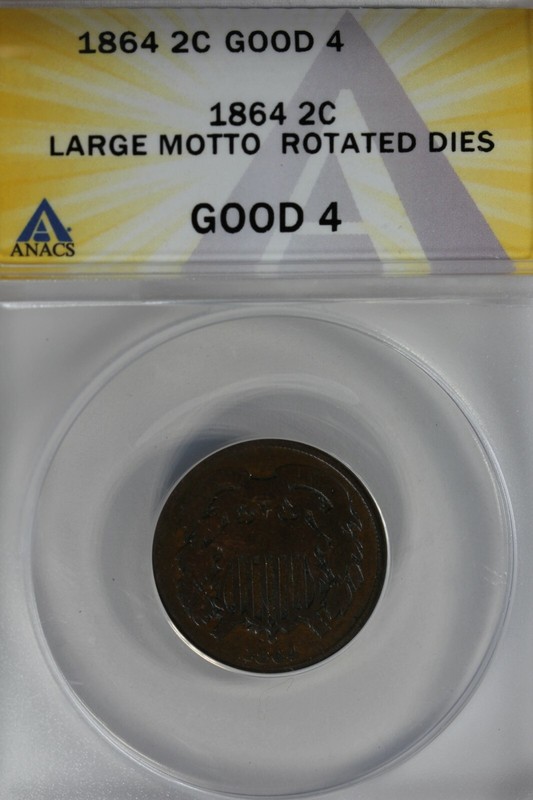 1864 2C GOOD 4
1864 2C
LARGE MOTTO ROTATED DIES
GOOD 4
ANACS